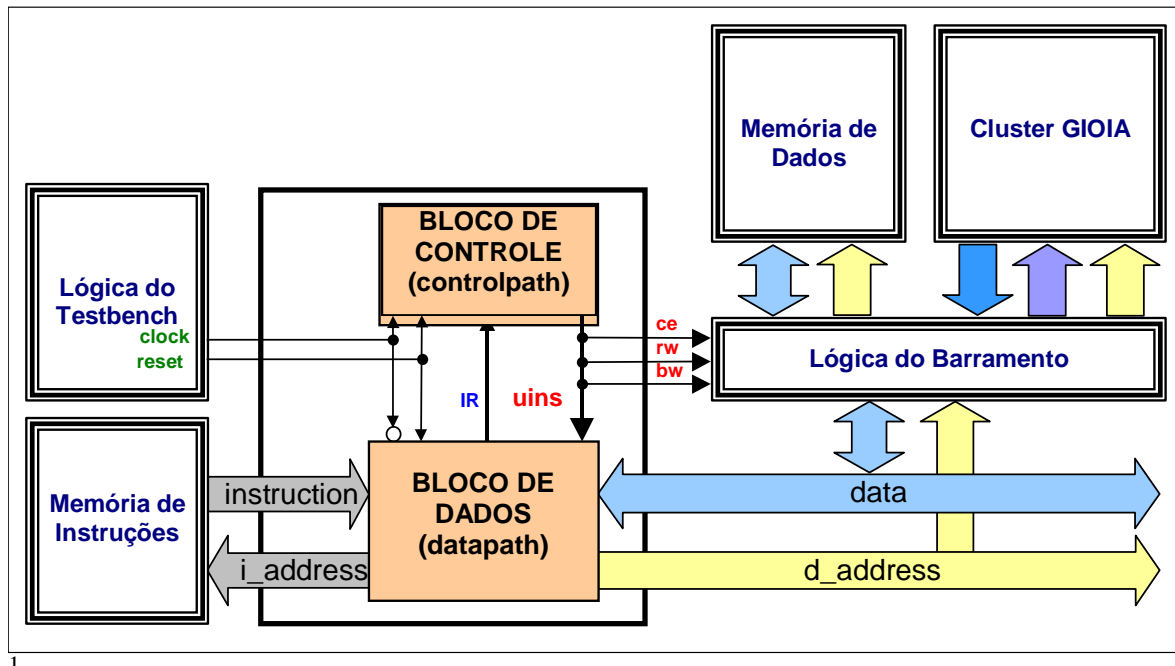 Memória de
Dados
Cluster GIOIA
BLOCO DE
CONTROLE
(controlpath)
Lógica do
Testbench
clock
reset
ce
rw
bw
Lógica do Barramento
IR
uins
Memória de
Instruções
instruction
i_address
BLOCO DE
DADOS
(datapath)
data
d_address
1